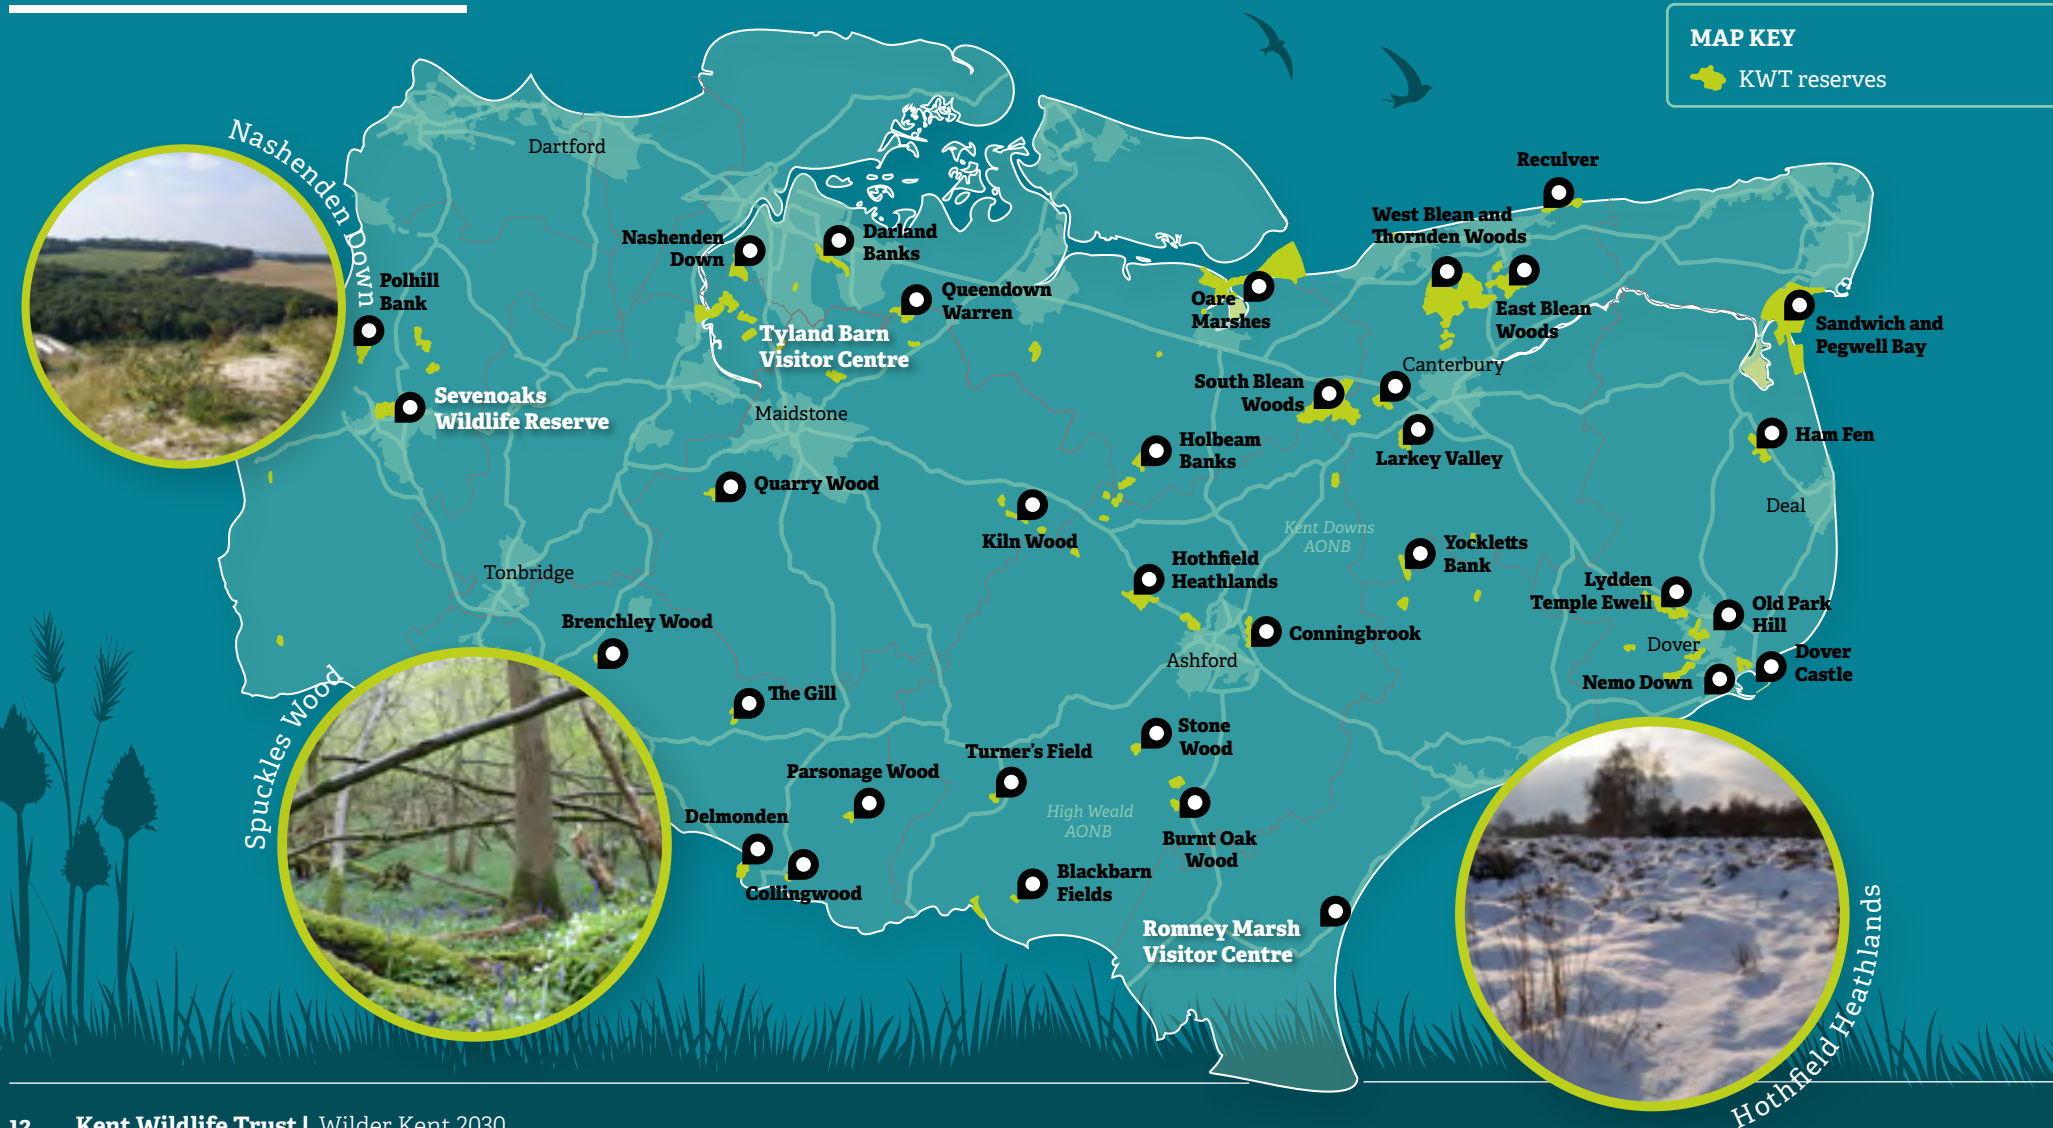 MAP KEY
KWT reserves
Nashenden Down
Dartford
Reculver
West Blean and
Thornden Woods
Nashenden
Down
Darland
Banks
Polhill
Bank
Queendown
Warren
Oare
Marshes
East Blean
Woods
Sandwich and
Pegwell Bay
Tyland Barn
Visitor Centre
Canterbury
South Blean
Woods
Sevenoaks
Wildlife Reserve
Maidstone
Holbeam
Banks
Larkey Valley
Ham Fen
Quarry Wood
Deal
Kent Downs
AONB
Kiln Wood
Yockletts
Bank
Hothfield
Heathlands
Tonbridge
Lydden
Temple Ewell
Old Park
Hill
Brenchley Wood
Conningbrook
Dover
Ashford
Dover
Castle
Nemo Down
The Gill
Spuckles Wood
Stone
Wood
Turner's Field
Parsonage Wood
High Weald
AONB
Delmonden
Burnt Oak
Wood
Collingwood
Blackbarn
Fields
Romney Marsh
Visitor Centre
Hothfield Heathlands
12 Kent Wildlife Trust | Wilder Kent 2030